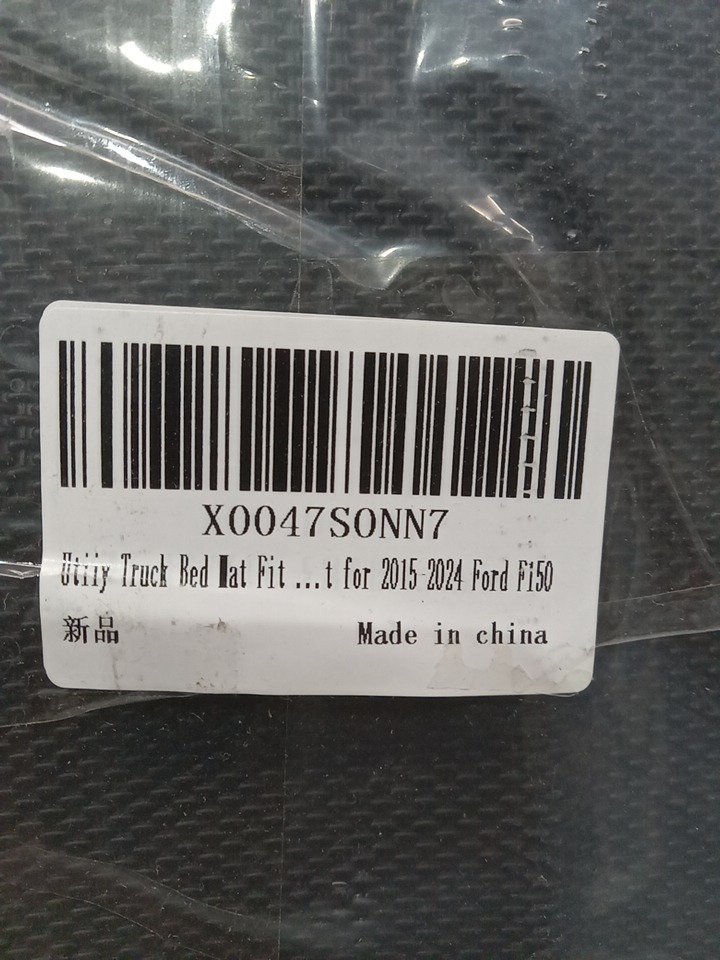 X0047SONN7
Utiiy Truck Bed Mat Fit ...t for 2015-2024 Ford F150
新品
Made in china